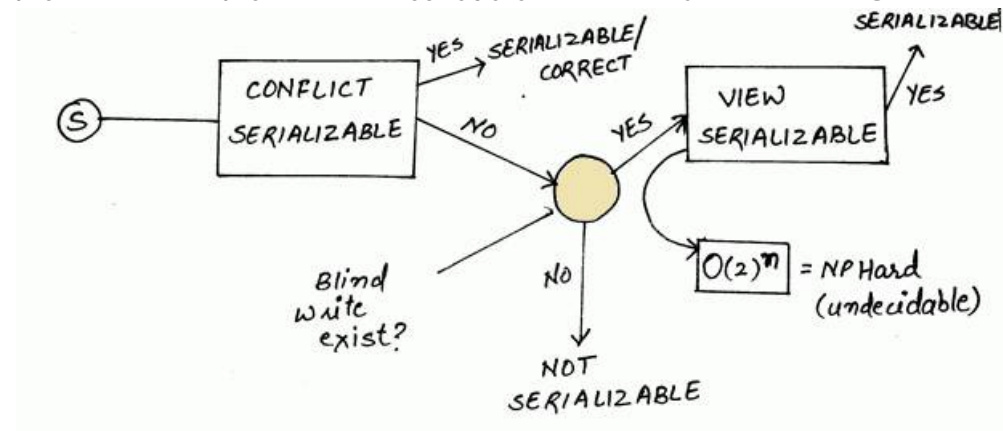 S
CONFLICT
SERIALIZABLE
YES
SERIALIZABLE/
CORRECT
NO
Blind
write
exist?
NO
NOT
SERIALIZABLE
YES
VIEW
SERIALIZABLE
YES
SERIALIZABLE
O(2)ⁿ
= NP Hard
(undecidable)